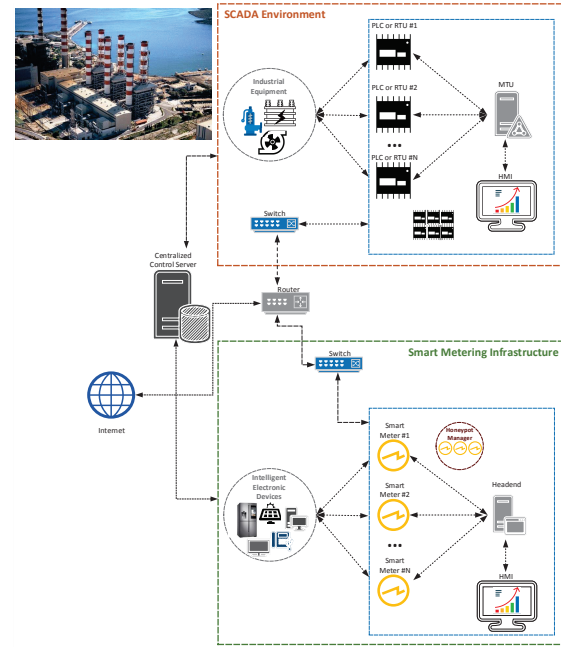 SCADA Environment
PLC or RTU #1
Industrial
Equipment
PLC or RTU #2
MTU
...
PLC or RTU #N
HMI
Switch
Centralized
Control Server
Router
Switch
Smart Metering Infrastructure
Internet
Smart
Meter #1
Honeypot
Manager
Intelligent
Electronic
Devices
Smart
Meter #2
Headend
...
Smart
Meter #N
HMI